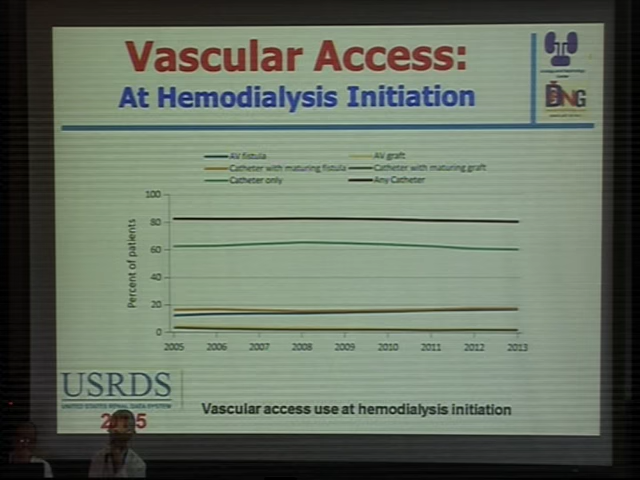 Vascular Access:
At Hemodialysis Initiation
DNG
AV fistula
AV graft
Catheter with maturing fistula
Catheter with maturing graft
Catheter only
Any Catheter
Percent of patients
100
80
60
40
20
0
2005 2006 2007 2008 2009 2010 2011 2012 2013
USRDS
UNITED STATES RENAL DATA SYSTEM
Vascular access use at hemodialysis initiation